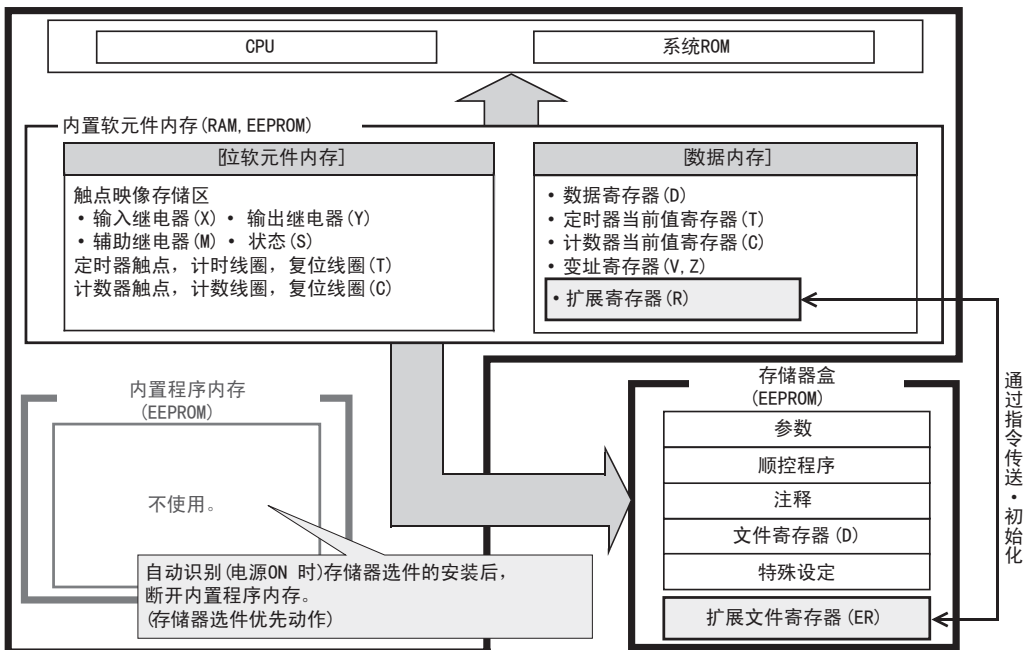 CPU
系统ROM
内置软元件内存(RAM,EEPROM)
[位软元件内存]
触点映像存储区
• 输入继电器(X) • 输出继电器(Y)
• 辅助继电器(M) • 状态(S)
定时器触点，计时线圈，复位线圈(T)
计数器触点，计数线圈，复位线圈(C)
[数据内存]
• 数据寄存器(D)
• 定时器当前值寄存器(T)
• 计数器当前值寄存器(C)
• 变址寄存器(V,Z)
• 扩展寄存器(R)
内置程序内存
(EEPROM)
不使用。
自动识别(电源ON 时)存储器选件的安装后，
断开内置程序内存。
(存储器选件优先动作)
存储器盒
(EEPROM)
参数
顺控程序
注释
文件寄存器(D)
特殊设定
扩展文件寄存器(ER)
通过指令传送•初始化